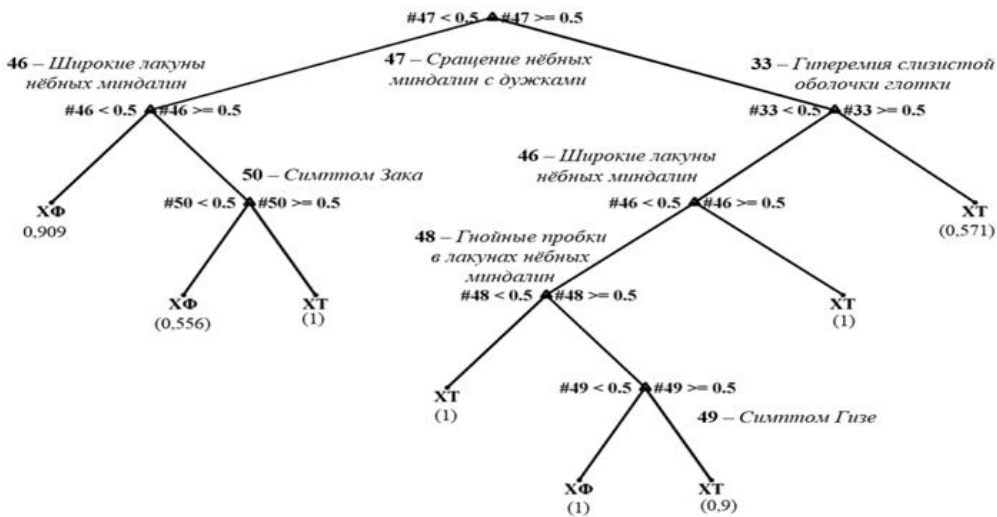 #47 < 0.5 #47 >= 0.5
46 – Широкие лакуны
нёбных миндалин
47 – Сращение нёбных
миндалин с дужками
33 – Гиперемия слизистой
оболочки глотки
#46 < 0.5 #46 >= 0.5
#33 < 0.5 #33 >= 0.5
50 – Симптом Зака
46 – Широкие лакуны
нёбных миндалин
ХФ
0,909
#50 < 0.5 #50 >= 0.5
#46 < 0.5 #46 >= 0.5
ХТ
(0,571)
48 – Гнойные пробки
в лакунах нёбных
миндалин
#48 < 0.5 #48 >= 0.5
ХФ
(0,556)
ХТ
(1)
ХТ
(1)
ХТ
(1)
#49 < 0.5 #49 >= 0.5
49 – Симптом Гизе
ХФ
(1)
ХТ
(0,9)